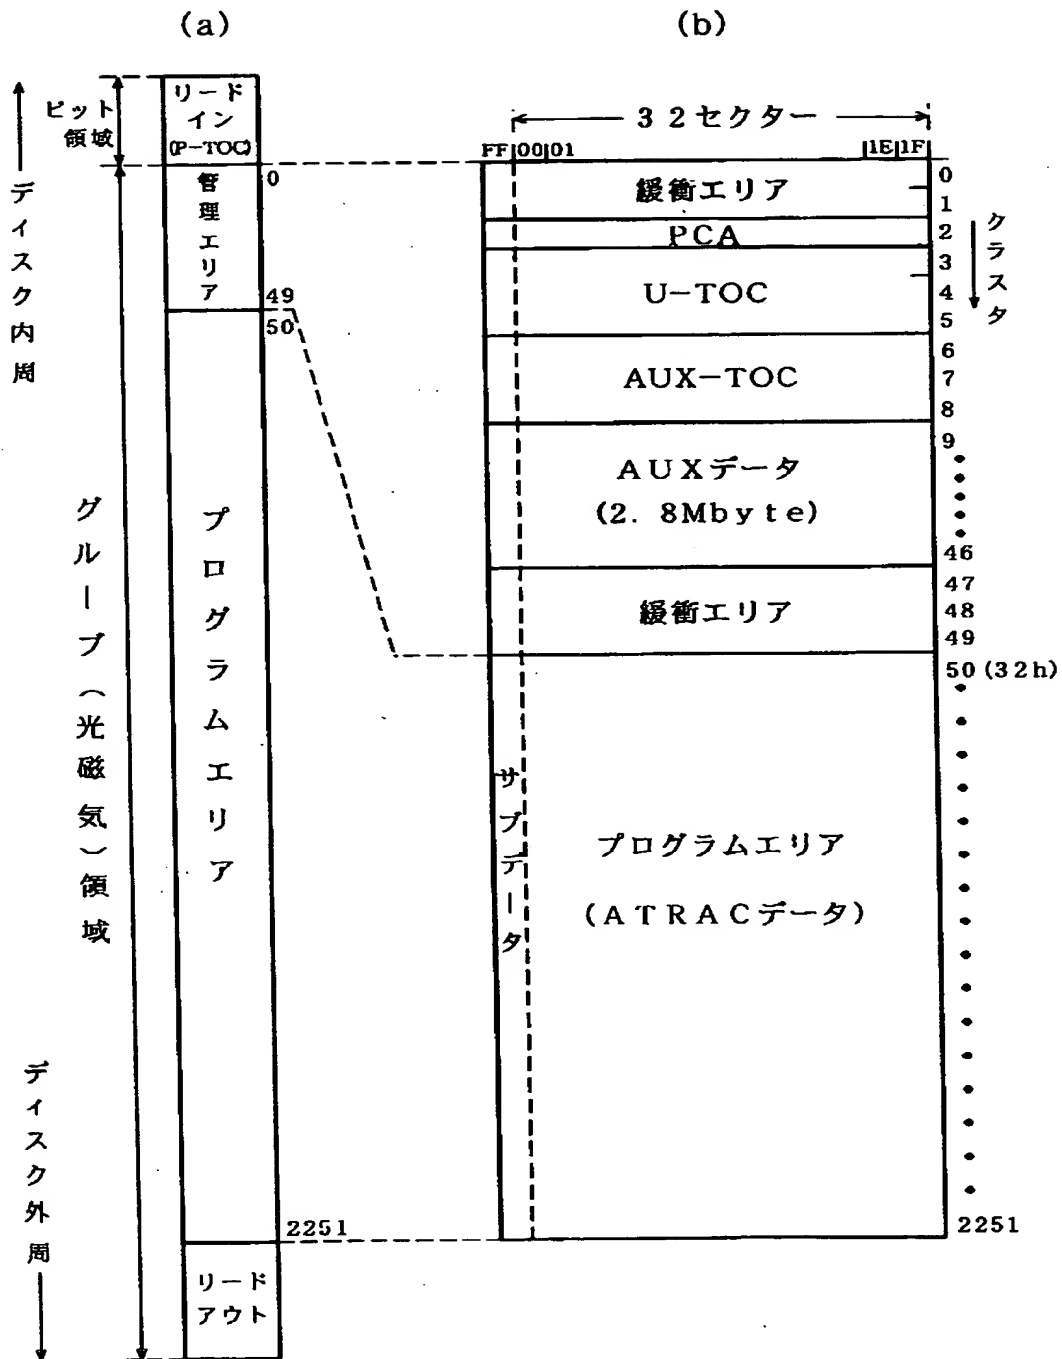 (a)
ディスク内周
ピット
領域
グルーブ(光磁気)領域
ディスク外周
リード
イン
(P-TOC)
管理エリア
0
49
50
プログラムエリア
2251
リード
アウト
(b)
32セクター
FF 00 01 1E 1F
緩衝エリア
0
1
クラスタ
PCA
2
U-TOC
3
4
5
AUX-TOC
6
7
8
AUXデータ
(2. 8Mbyte)
9
46
緩衝エリア
47
48
49
50 (32h)
サブデータ
プログラムエリア
(ATRACデータ)
2251